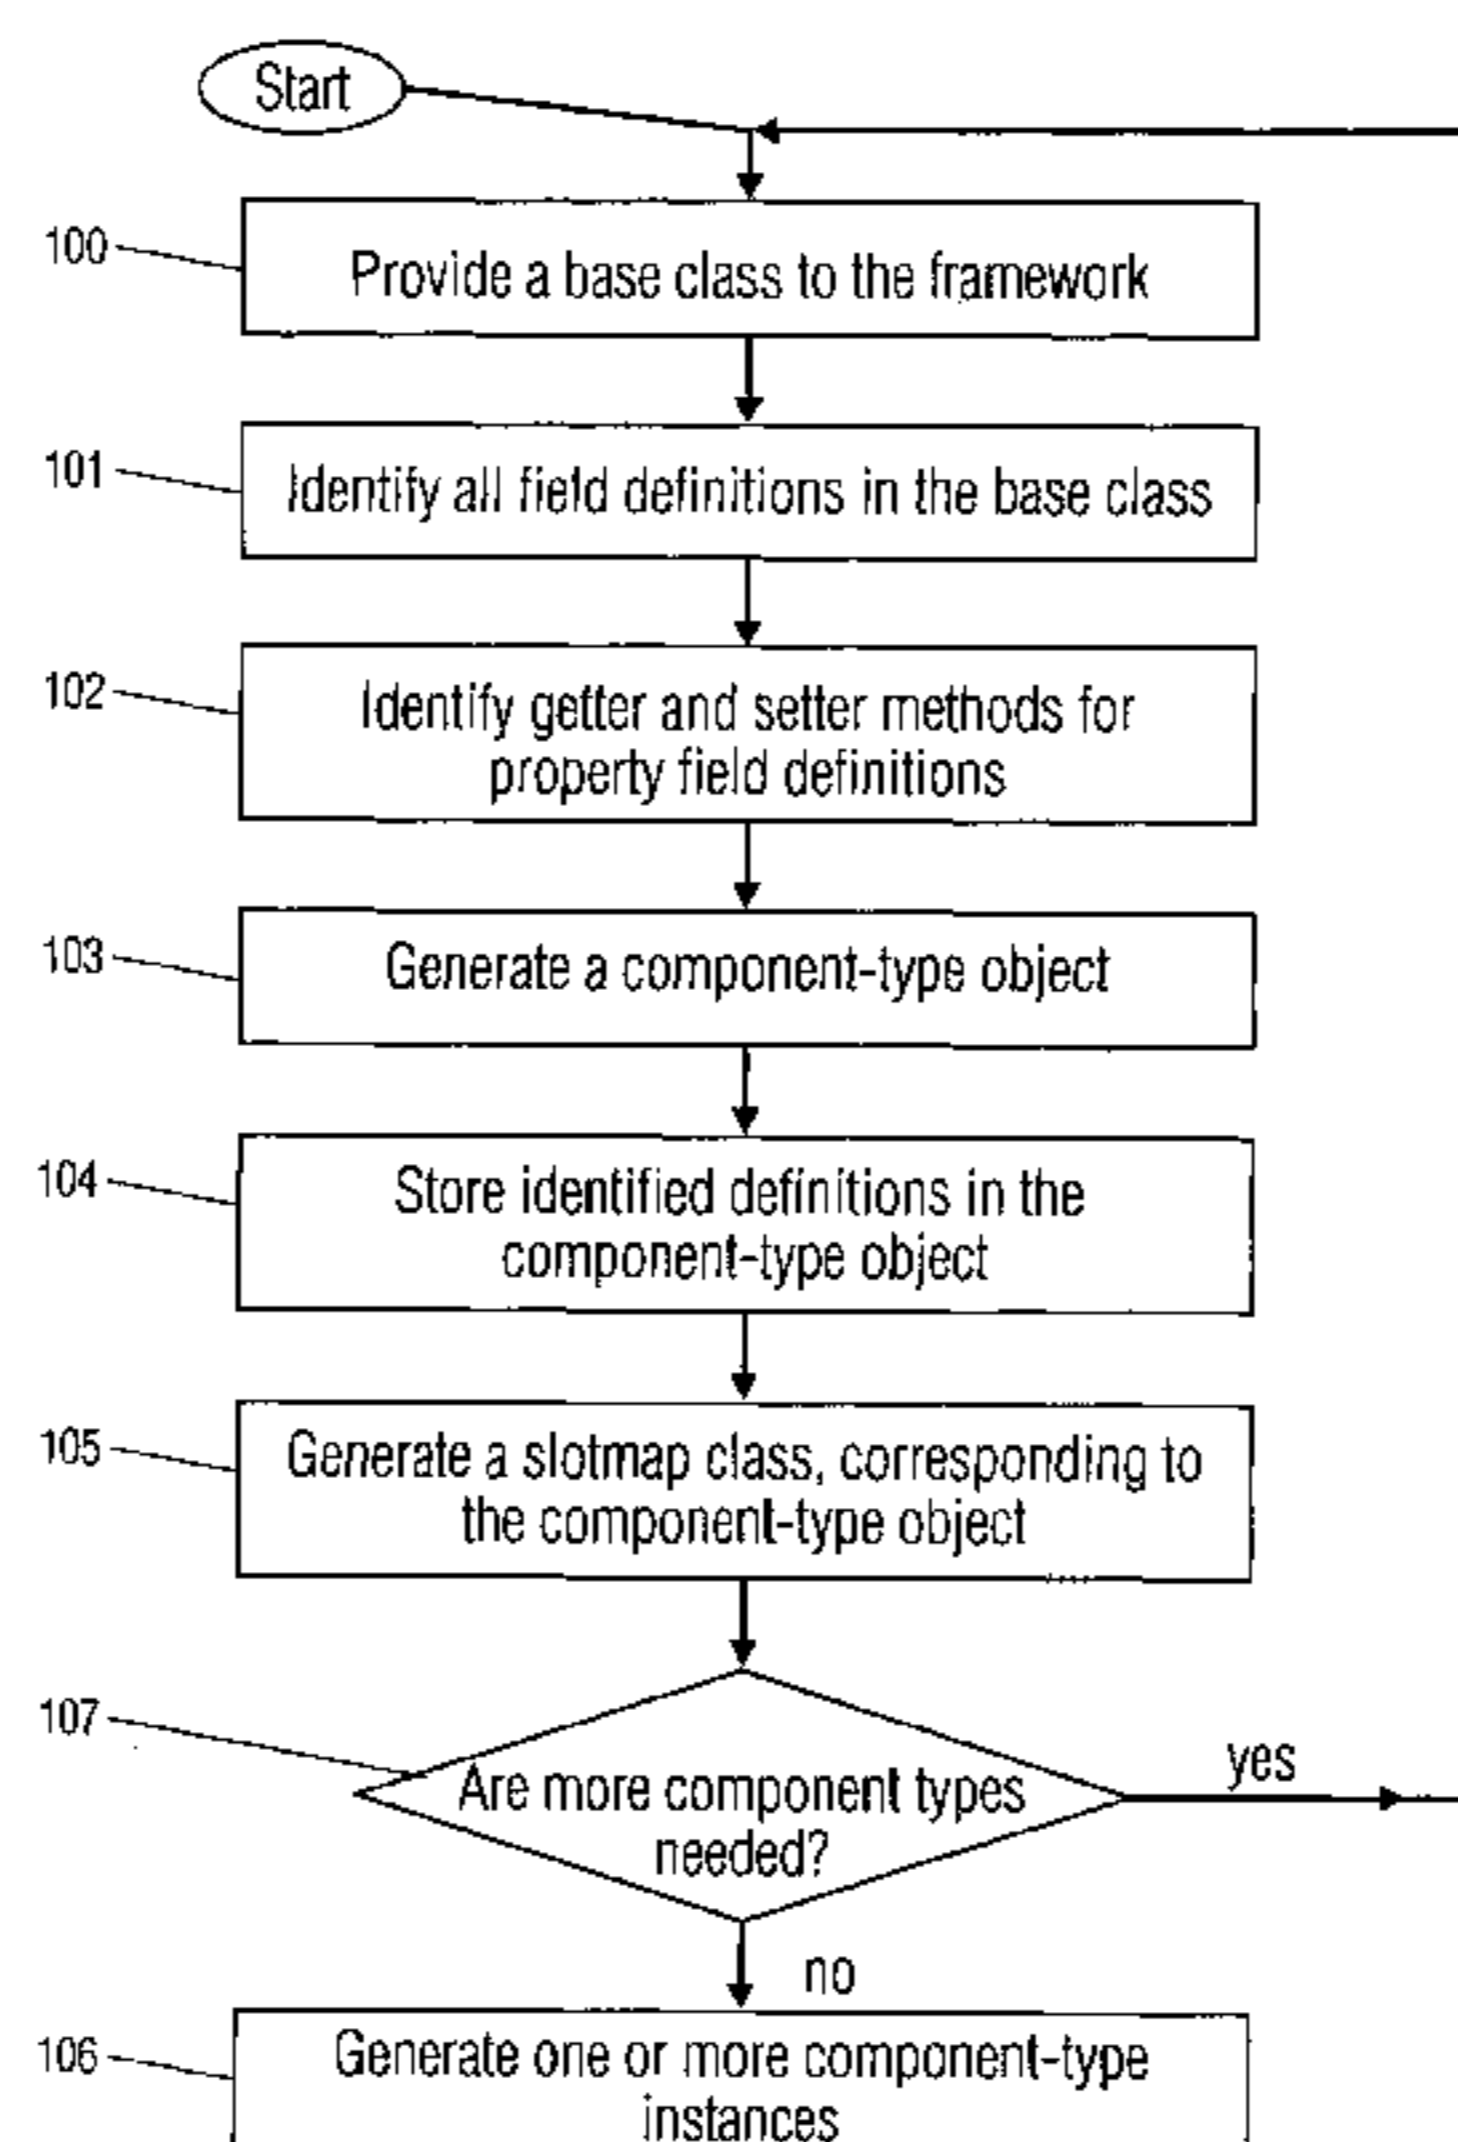 Start
100
Provide a base class to the framework
101
Identify all field definitions in the base class
102
Identify getter and setter methods for
property field definitions
103
Generate a component-type object
104
Store identified definitions in the
component-type object
105
Generate a slotmap class, corresponding to
the component-type object
107
Are more component types
needed?
yes
no
106
Generate one or more component-type
instances